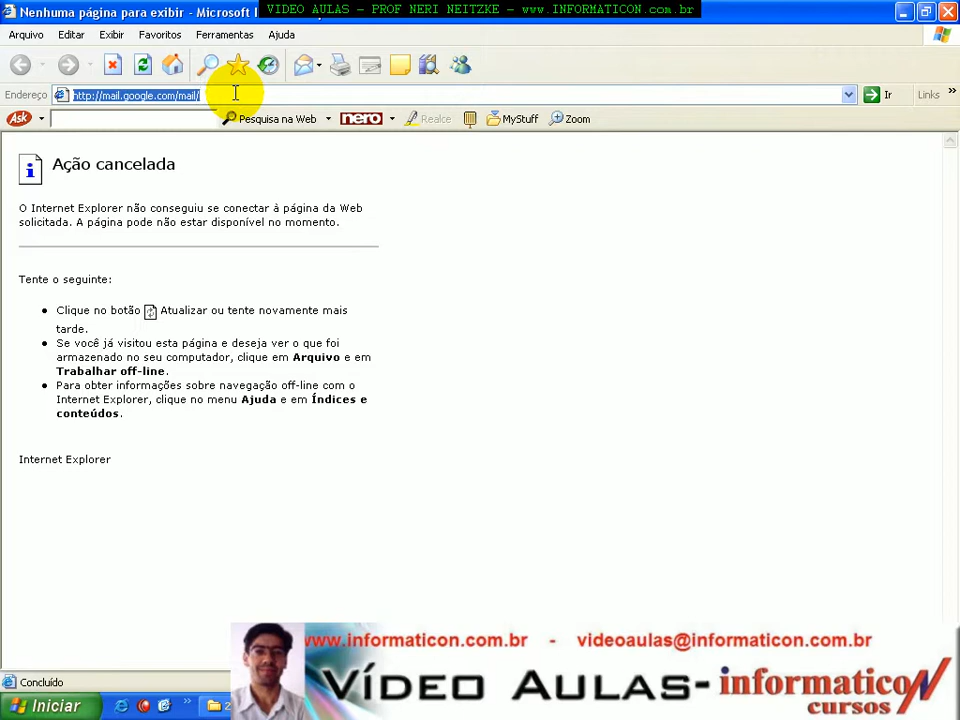 Nenhuma página para exibir - Microsoft I
VIDEO AULAS - PROF NERI NEITZKE - www.INFORMATICON.com.br
Arquivo Editar Exibir Favoritos Ferramentas Ajuda
Endereço http://mail.google.com/mail/ Ir Links »
Ask Pesquisa na Web nero Realce MyStuff Zoom
Ação cancelada
O Internet Explorer não conseguiu se conectar à página da Web
solicitada. A página pode não estar disponível no momento.
Tente o seguinte:
• Clique no botão Atualizar ou tente novamente mais
tarde.
• Se você já visitou esta página e deseja ver o que foi
armazenado no seu computador, clique em Arquivo e em
Trabalhar off-line.
• Para obter informações sobre navegação off-line com o
Internet Explorer, clique no menu Ajuda e em Índices e
conteúdos.
Internet Explorer
www.informaticon.com.br - videoaulas@informaticon.com.br
VÍDEO AULAS- informaticon
cursos
Concluído
Iniciar » 2